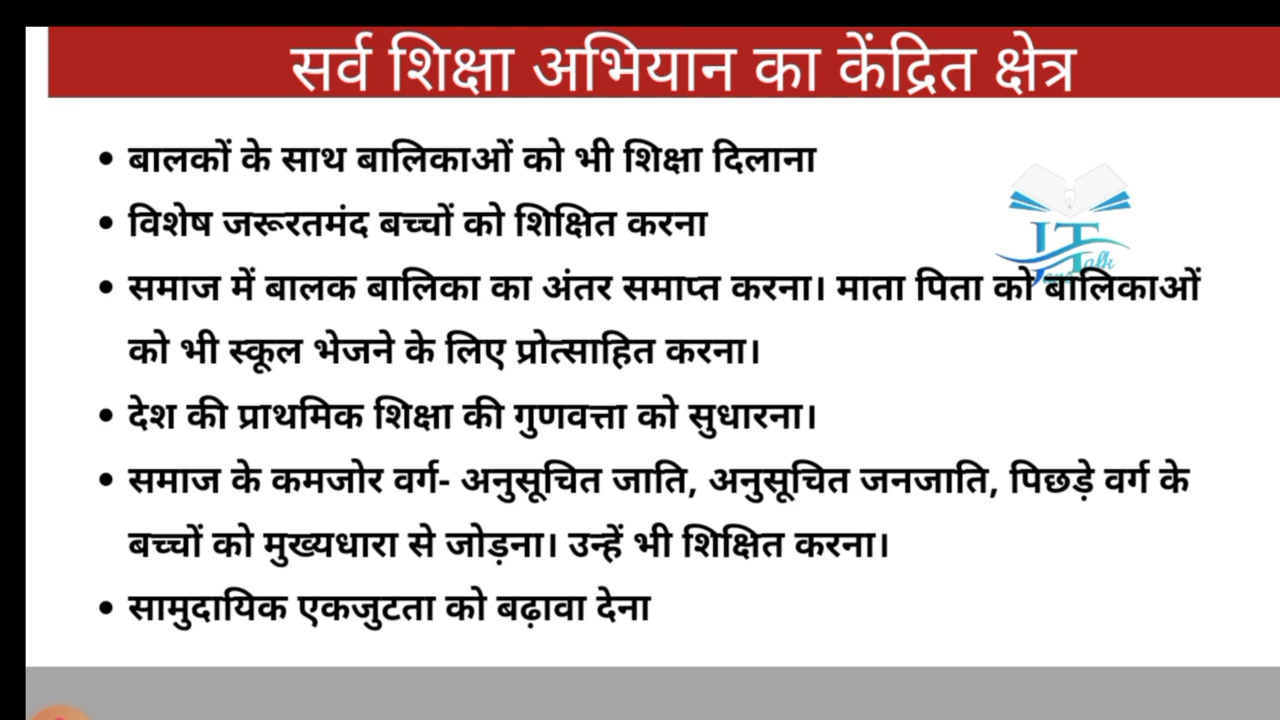 सर्व शिक्षा अभियान का केंद्रित क्षेत्र
• बालकों के साथ बालिकाओं को भी शिक्षा दिलाना
• विशेष जरूरतमंद बच्चों को शिक्षित करना
• समाज में बालक बालिका का अंतर समाप्त करना। माता पिता को बालिकाओं
को भी स्कूल भेजने के लिए प्रोत्साहित करना।
• देश की प्राथमिक शिक्षा की गुणवत्ता को सुधारना।
• समाज के कमजोर वर्ग- अनुसूचित जाति, अनुसूचित जनजाति, पिछड़े वर्ग के
बच्चों को मुख्यधारा से जोड़ना। उन्हें भी शिक्षित करना।
• सामुदायिक एकजुटता को बढ़ावा देना